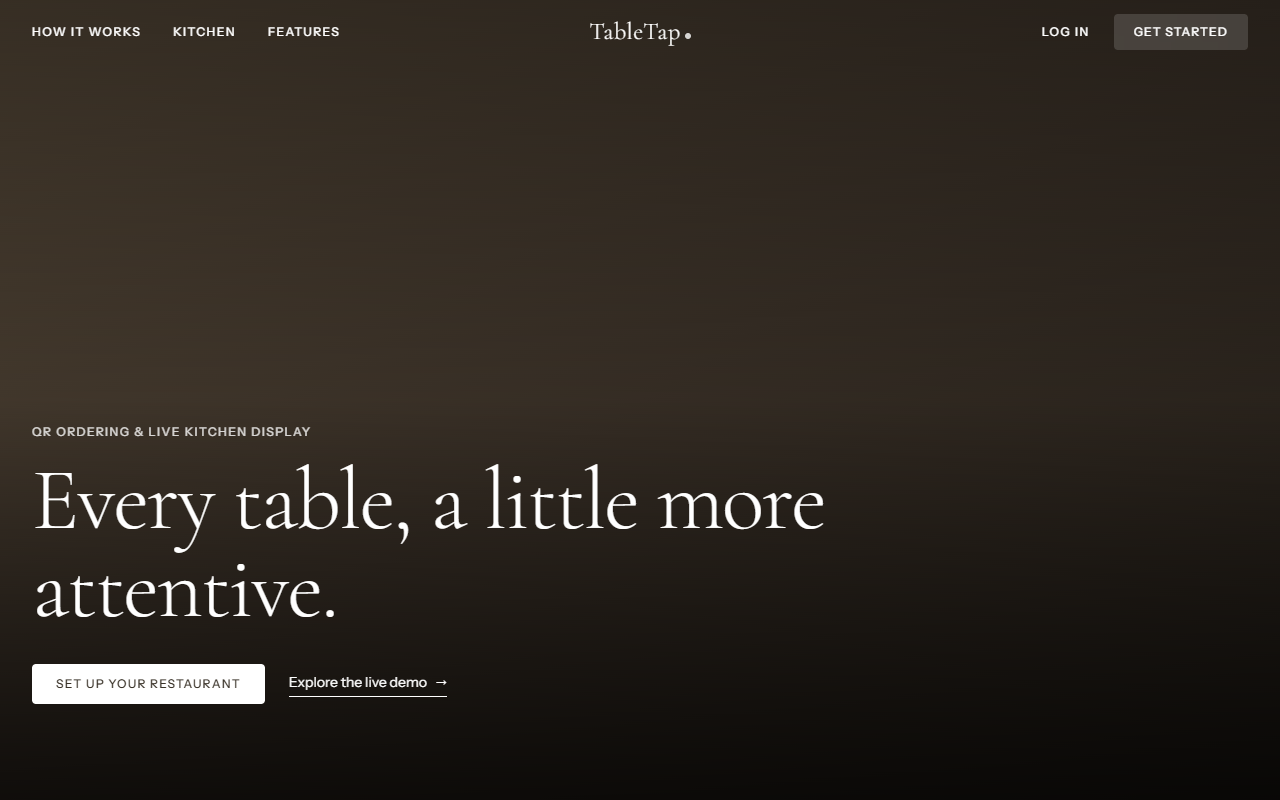 HOW IT WORKS
KITCHEN
FEATURES
TableTap
LOG IN
GET STARTED
QR ORDERING & LIVE KITCHEN DISPLAY
Every table, a little more
attentive.
SET UP YOUR RESTAURANT
Explore the live demo →